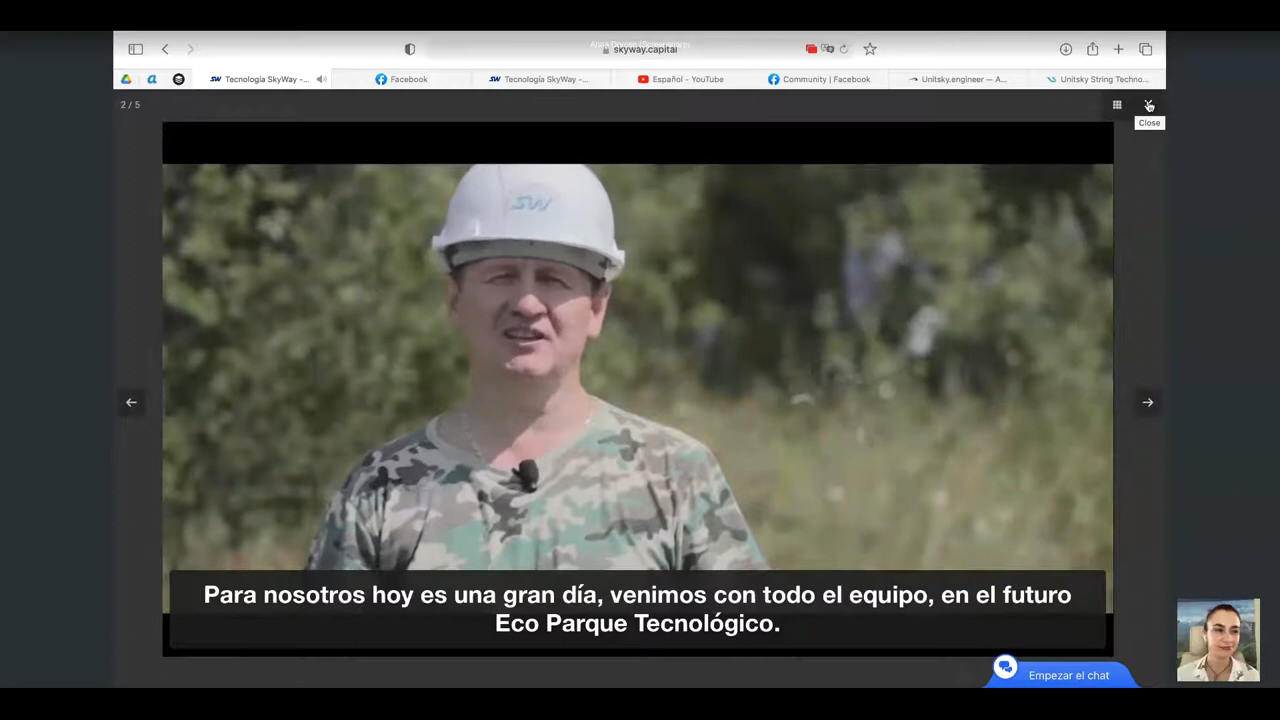 skyway.capital
Tecnología SkyWay -...
Facebook
Tecnología SkyWay -...
Español - YouTube
Community | Facebook
Unitsky.engineer — A...
Unitsky String Techno...
2 / 5
Close
SW
Para nosotros hoy es una gran día, venimos con todo el equipo, en el futuro
Eco Parque Tecnológico.
Empezar el chat